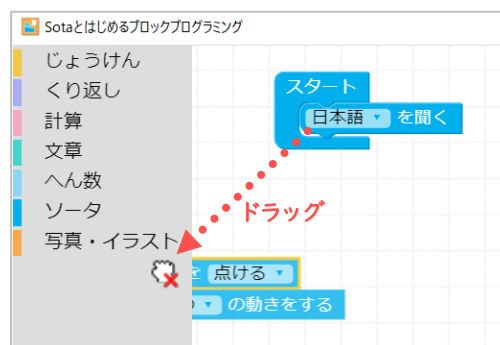 Sotaとはじめるブロックプログラミング
じょうけん
くり返し
計算
文章
へん数
ソータ
写真・イラスト
スタート
日本語 を聞く
ドラッグ
を 点ける
の動きをする